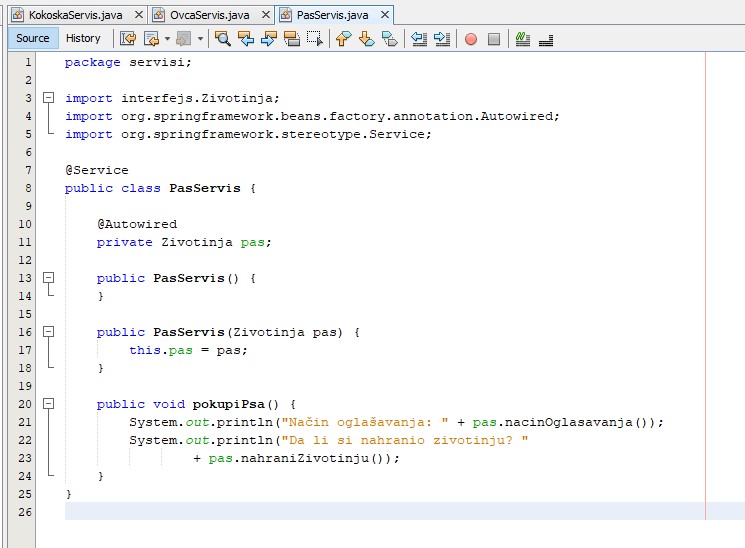 KokoskaServis.java
OvcaServis.java
PasServis.java
Source
History
1 package servisi;
2
3 import interfejs.Zivotinja;
4 import org.springframework.beans.factory.annotation.Autowired;
5 import org.springframework.stereotype.Service;
6
7 @Service
8 public class PasServis {
9
10 @Autowired
11 private Zivotinja pas;
12
13 public PasServis() {
14 }
15
16 public PasServis(Zivotinja pas) {
17 this.pas = pas;
18 }
19
20 public void pokupiPsa() {
21 System.out.println("Način oglašavanja: " + pas.nacinOglasavanja());
22 System.out.println("Da li si nahranio zivotinju? "
23 + pas.nahraniZivotinju());
24 }
25 }
26